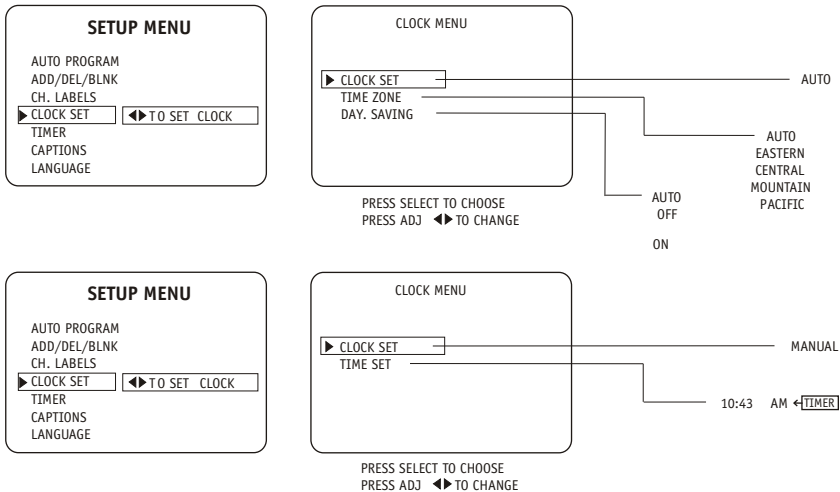 SETUP MENU
AUTO PROGRAM
ADD/DEL/BLNK
CH. LABELS
▶ CLOCK SET ◀▶ TO SET CLOCK
TIMER
CAPTIONS
LANGUAGE
CLOCK MENU
▶ CLOCK SET
TIME ZONE
DAY. SAVING
PRESS SELECT TO CHOOSE
PRESS ADJ ◀▶ TO CHANGE
AUTO
AUTO
EASTERN
CENTRAL
MOUNTAIN
PACIFIC
AUTO
OFF
ON
SETUP MENU
AUTO PROGRAM
ADD/DEL/BLNK
CH. LABELS
▶ CLOCK SET ◀▶ TO SET CLOCK
TIMER
CAPTIONS
LANGUAGE
CLOCK MENU
▶ CLOCK SET
TIME SET
PRESS SELECT TO CHOOSE
PRESS ADJ ◀▶ TO CHANGE
MANUAL
10:43 AM ←TIMER